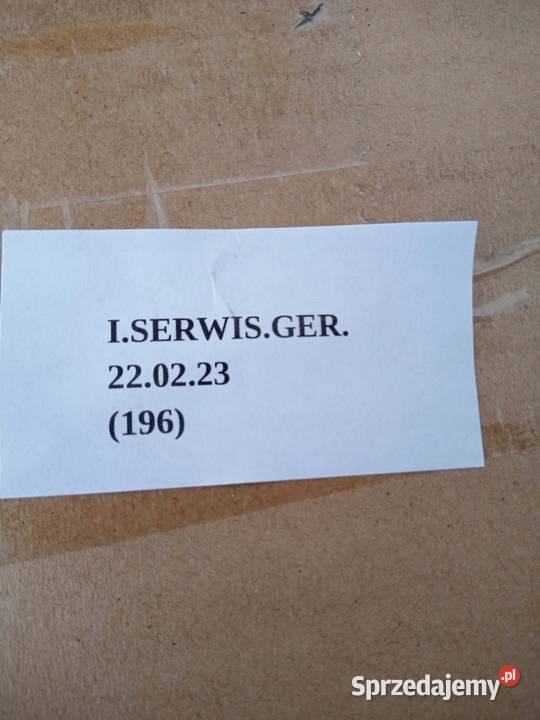 I.SERWIS.GER.
22.02.23
(196)
Sprzedajemy.pl